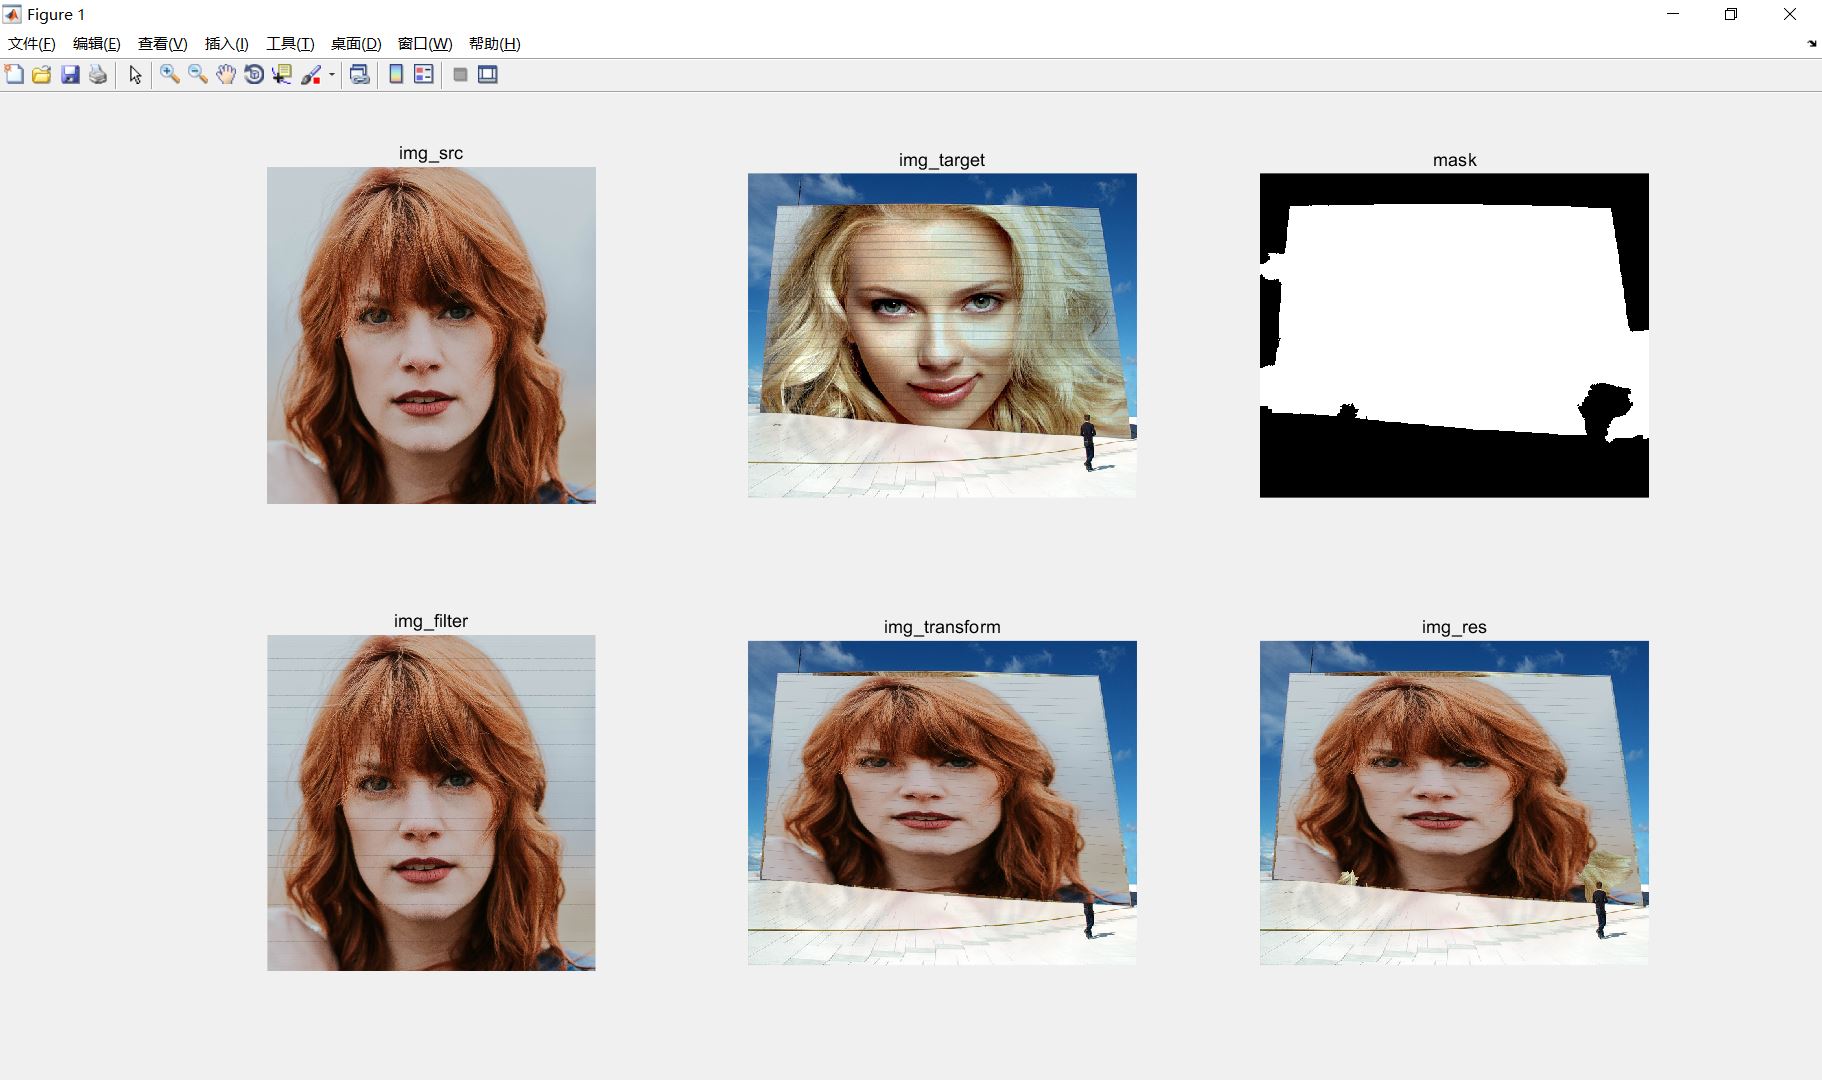 Figure 1
文件(F) 编辑(E) 查看(V) 插入(I) 工具(T) 桌面(D) 窗口(W) 帮助(H)
img_src img_target mask
img_filter img_transform img_res